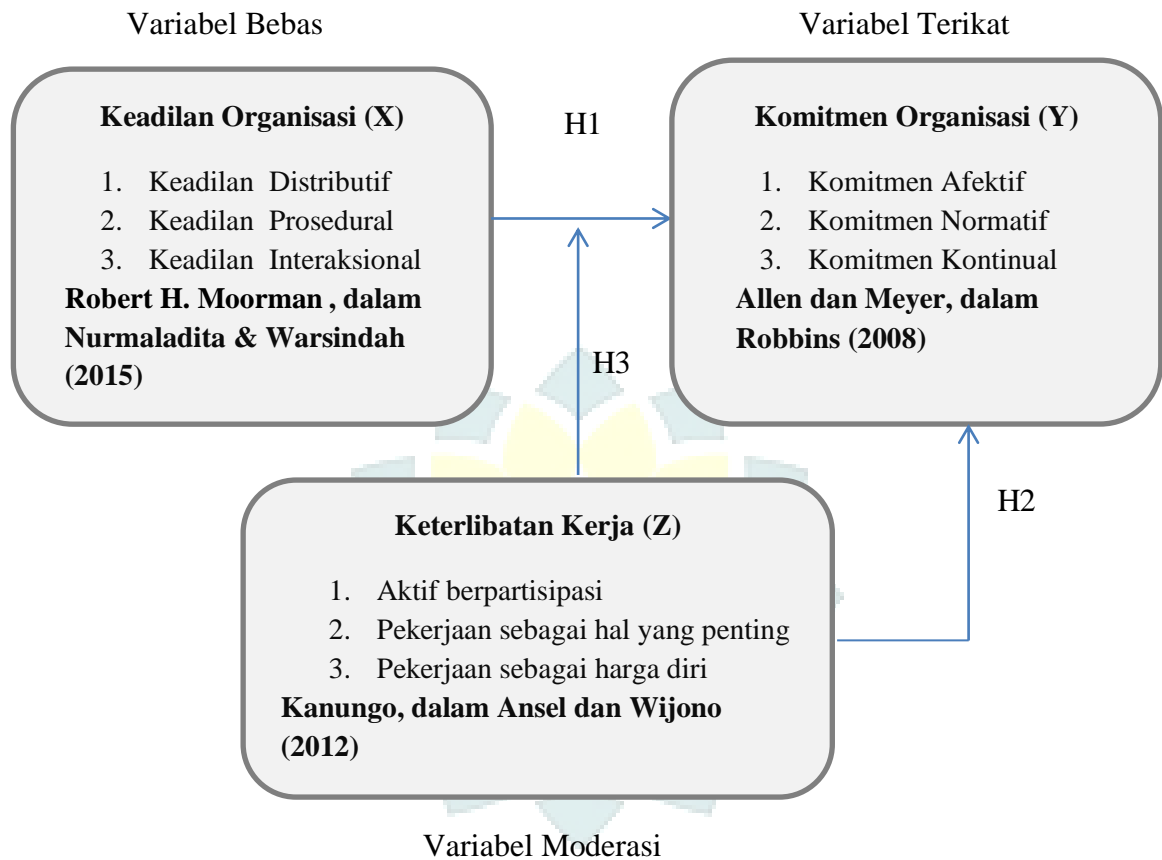 Variabel Bebas
Variabel Terikat
Keadilan Organisasi (X)
1. Keadilan Distributif
2. Keadilan Prosedural
3. Keadilan Interaksional
Robert H. Moorman , dalam
Nurmaladita & Warsindah
(2015)
H1
Komitmen Organisasi (Y)
1. Komitmen Afektif
2. Komitmen Normatif
3. Komitmen Kontinual
Allen dan Meyer, dalam
Robbins (2008)
H3
H2
Keterlibatan Kerja (Z)
1. Aktif berpartisipasi
2. Pekerjaan sebagai hal yang penting
3. Pekerjaan sebagai harga diri
Kanungo, dalam Ansel dan Wijono
(2012)
Variabel Moderasi